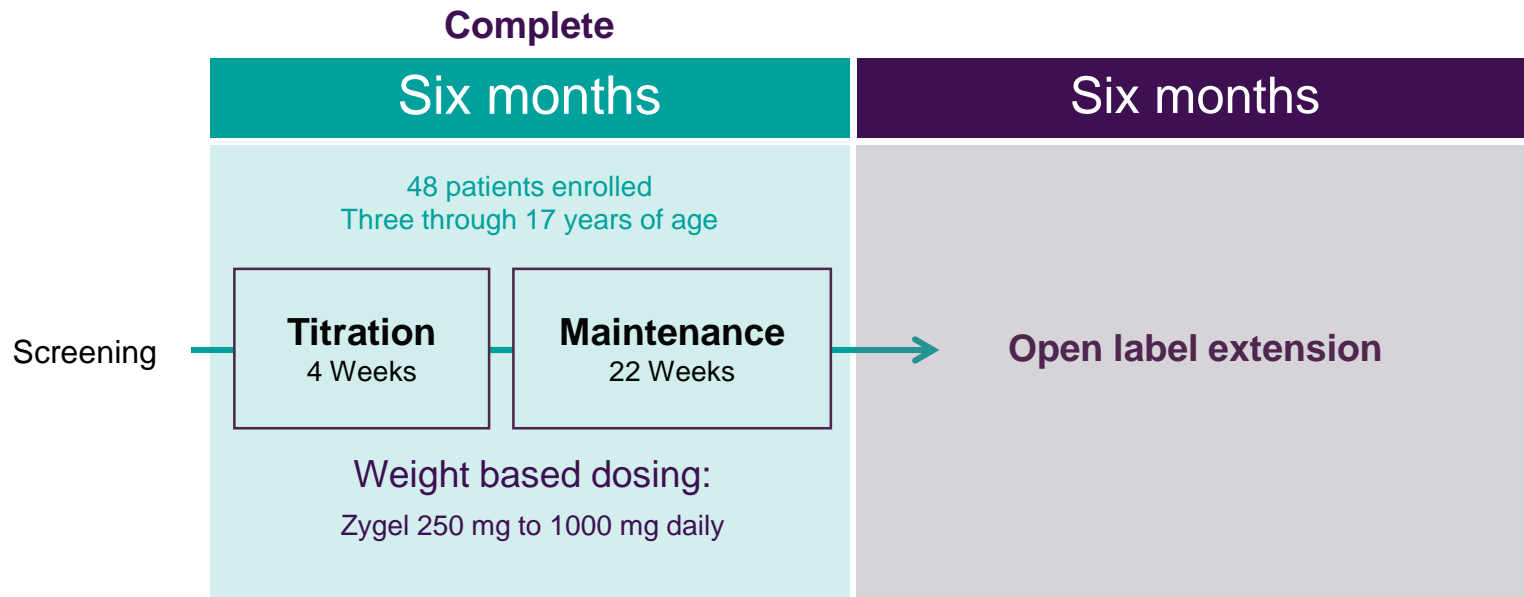 Complete
Six months
Six months
48 patients enrolled
Three through 17 years of age
Screening
Titration
4 Weeks
Maintenance
22 Weeks
Open label extension
Weight based dosing:
Zygel 250 mg to 1000 mg daily